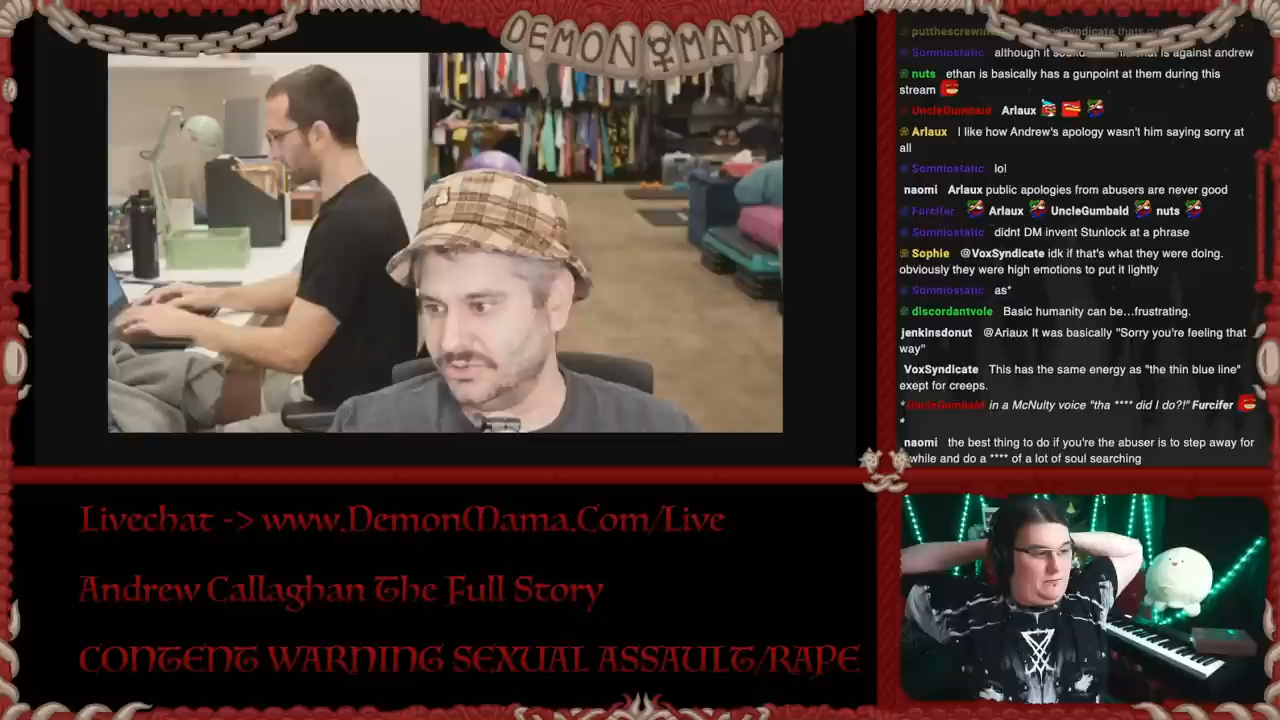 DEMON MAMA
Somniostatic although it
is against andrew
nuts ethan is basically has a gunpoint at them during this
stream
UncleGumbald Arlaux
Arlaux I like how Andrew's apology wasn't him saying sorry at
all
Somniostatic lol
naomi Arlaux public apologies from abusers are never good
Furcifer Arlaux UncleGumbald nuts
Somniostatic didnt DM invent Stunlock at a phrase
Sophie @VoxSyndicate idk if that's what they were doing.
obviously they were high emotions to put it lightly
Somniostatic as*
discordantvole Basic humanity can be…frustrating.
jenkinsdonut @Ariaux It was basically "Sorry you're feeling that
way"
VoxSyndicate This has the same energy as "the thin blue line"
exept for creeps.
*UncleGumbald in a McNulty voice "tha **** did I do?!" Furcifer
*
naomi the best thing to do if you're the abuser is to step away for
while and do a **** of a lot of soul searching
Livechat -> www.DemonMama.Com/Live
Andrew Callaghan The Full Story
CONTENT WARNING SEXUAL ASSAULT/RAPE